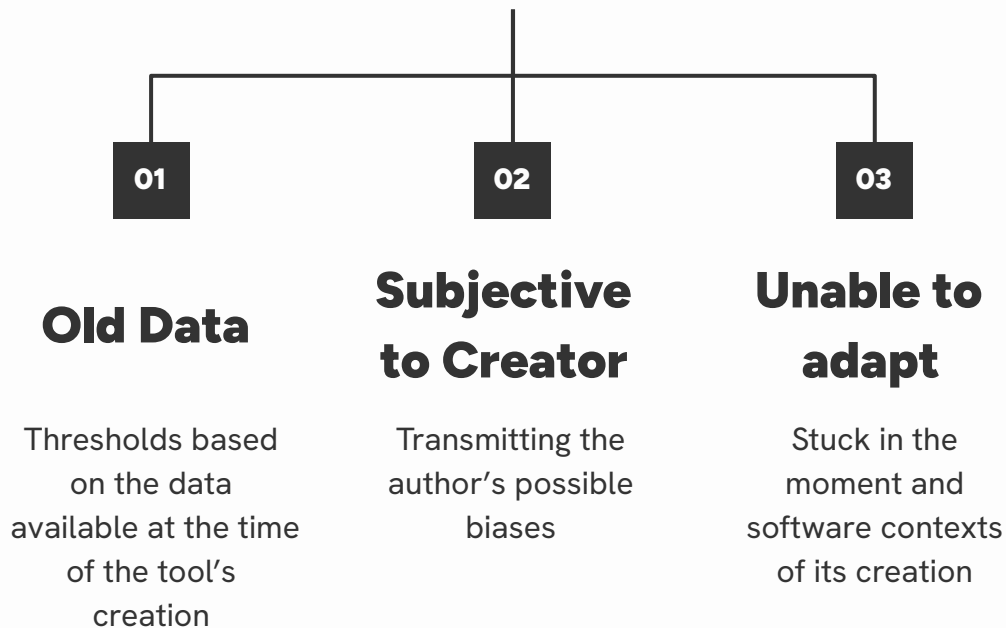 01
Old Data
Thresholds based
on the data
available at the time
of the tool's
creation
02
Subjective
to Creator
Transmitting the
author's possible
biases
03
Unable to
adapt
Stuck in the
moment and
software contexts
of its creation